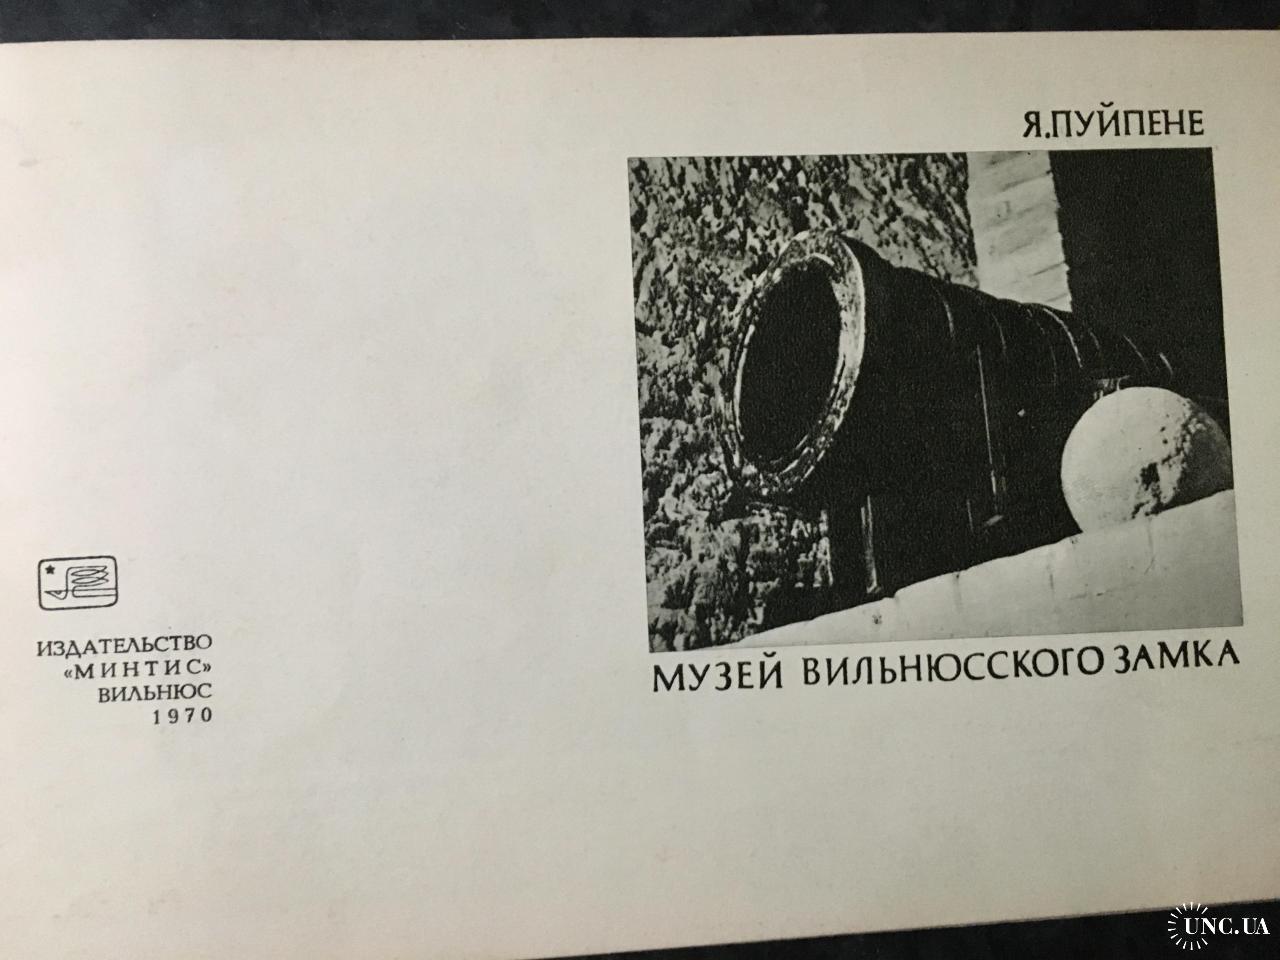 Я.ПУЙПЕНЕ
МУЗЕЙ ВИЛЬНЮССКОГО ЗАМКА
ИЗДАТЕЛЬСТВО
«МИНТИС»
ВИЛЬНЮС
1970
UNC.UA